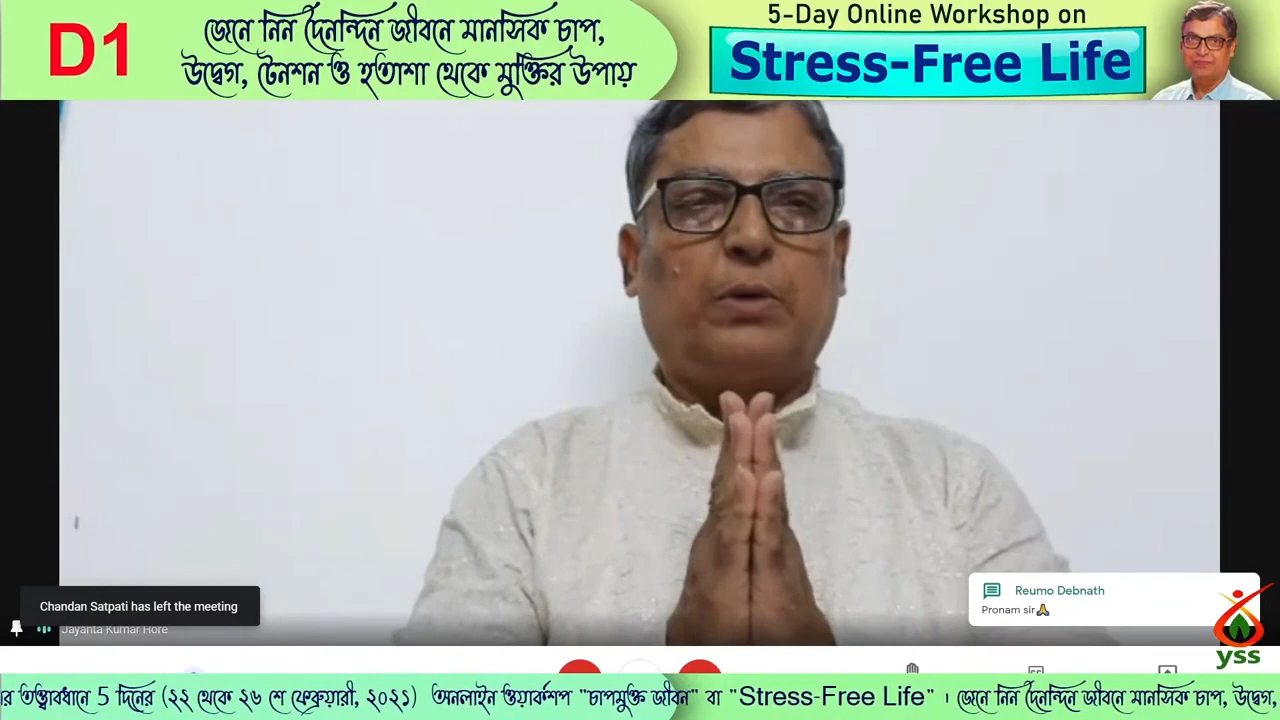 D1
জেনে নিন দৈনন্দিন জীবনে মানসিক চাপ,
উদ্বেগ, টেনশন ও হতাশা থেকে মুক্তির উপায়
5-Day Online Workshop on
Stress-Free Life
Chandan Satpati has left the meeting
Jayanta Kumar Hore
Reumo Debnath
Pronam sir🙏
yss
র তত্ত্বাবধানে 5 দিনের (২২ থেকে ২৬ শে ফেব্রুয়ারী, ২০২১) অনলাইন ওয়ার্কশপ "চাপমুক্ত জীবন" বা "Stress-Free Life" । জেনে নিন দৈনন্দিন জীবনে মানসিক চাপ, উদ্বেগ,